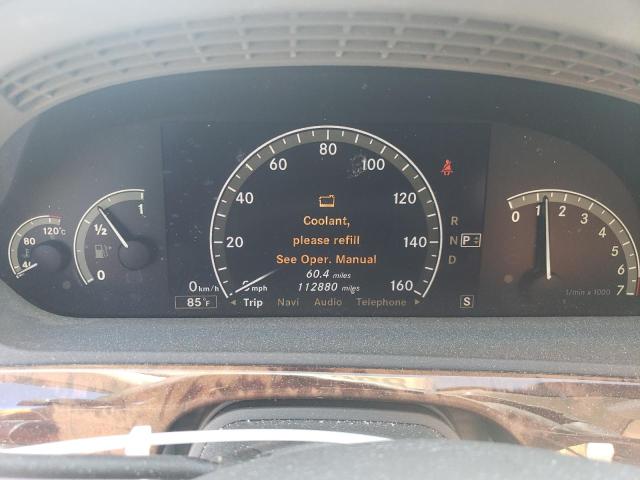 80
60
100
40
120
20
140
0
160
120°C
80
4
1
1/2
0
Coolant,
please refill
See Oper. Manual
60.4 miles
112880 miles
0 km/h
mph
85°F
Trip Navi Audio Telephone
R
N P
D
S
0 1 2 3 4 5 6 7
1/min x 1000